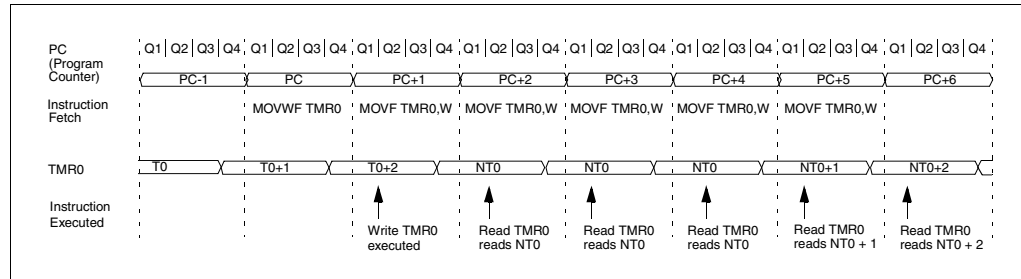 PC
(Program
Counter)
Q1 Q2 Q3 Q4 Q1 Q2 Q3 Q4 Q1 Q2 Q3 Q4 Q1 Q2 Q3 Q4 Q1 Q2 Q3 Q4 Q1 Q2 Q3 Q4 Q1 Q2 Q3 Q4 Q1 Q2 Q3 Q4
PC-1 PC PC+1 PC+2 PC+3 PC+4 PC+5 PC+6
Instruction
Fetch
MOVWF TMR0 MOVF TMR0,W MOVF TMR0,W MOVF TMR0,W MOVF TMR0,W MOVF TMR0,W
TMR0
T0 T0+1 T0+2 NT0 NT0 NT0 NT0+1 NT0+2
Instruction
Executed
Write TMR0
executed
Read TMR0
reads NT0
Read TMR0
reads NT0
Read TMR0
reads NT0
Read TMR0
reads NT0 + 1
Read TMR0
reads NT0 + 2